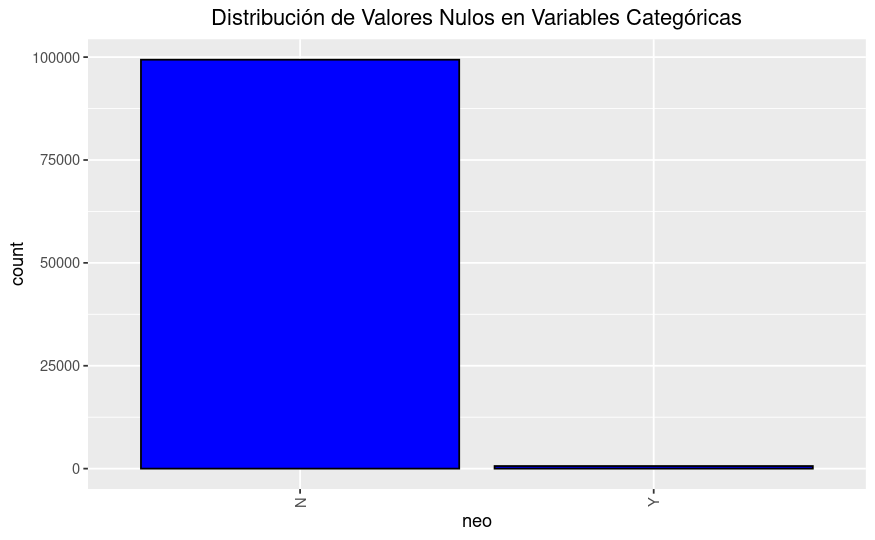 Distribución de Valores Nulos en Variables Categóricas
100000
75000
50000
25000
0
count
N
Y
neo